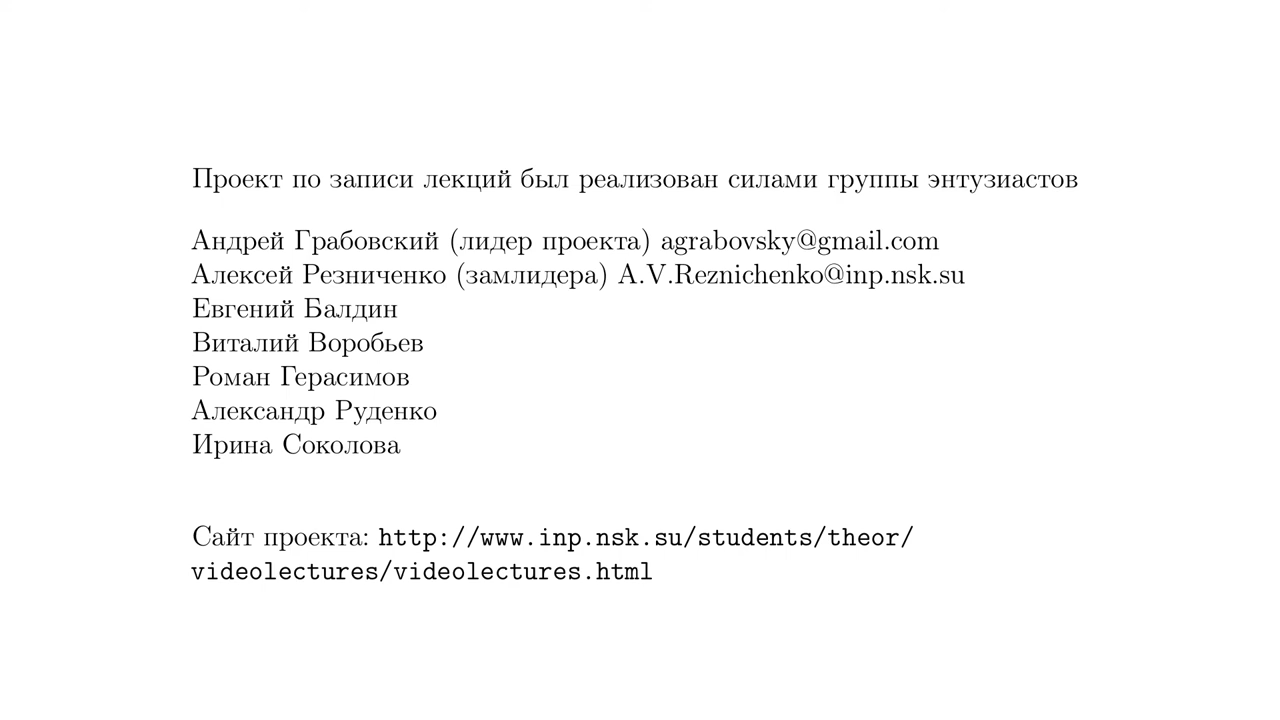 Проект по записи лекций был реализован силами группы энтузиастов
Андрей Грабовский (лидер проекта) agrabovsky@gmail.com
Алексей Резниченко (замлидера) A.V.Reznichenko@inp.nsk.su
Евгений Балдин
Виталий Воробьев
Роман Герасимов
Александр Руденко
Ирина Соколова
Сайт проекта: http://www.inp.nsk.su/students/theor/
videolectures/videolectures.html